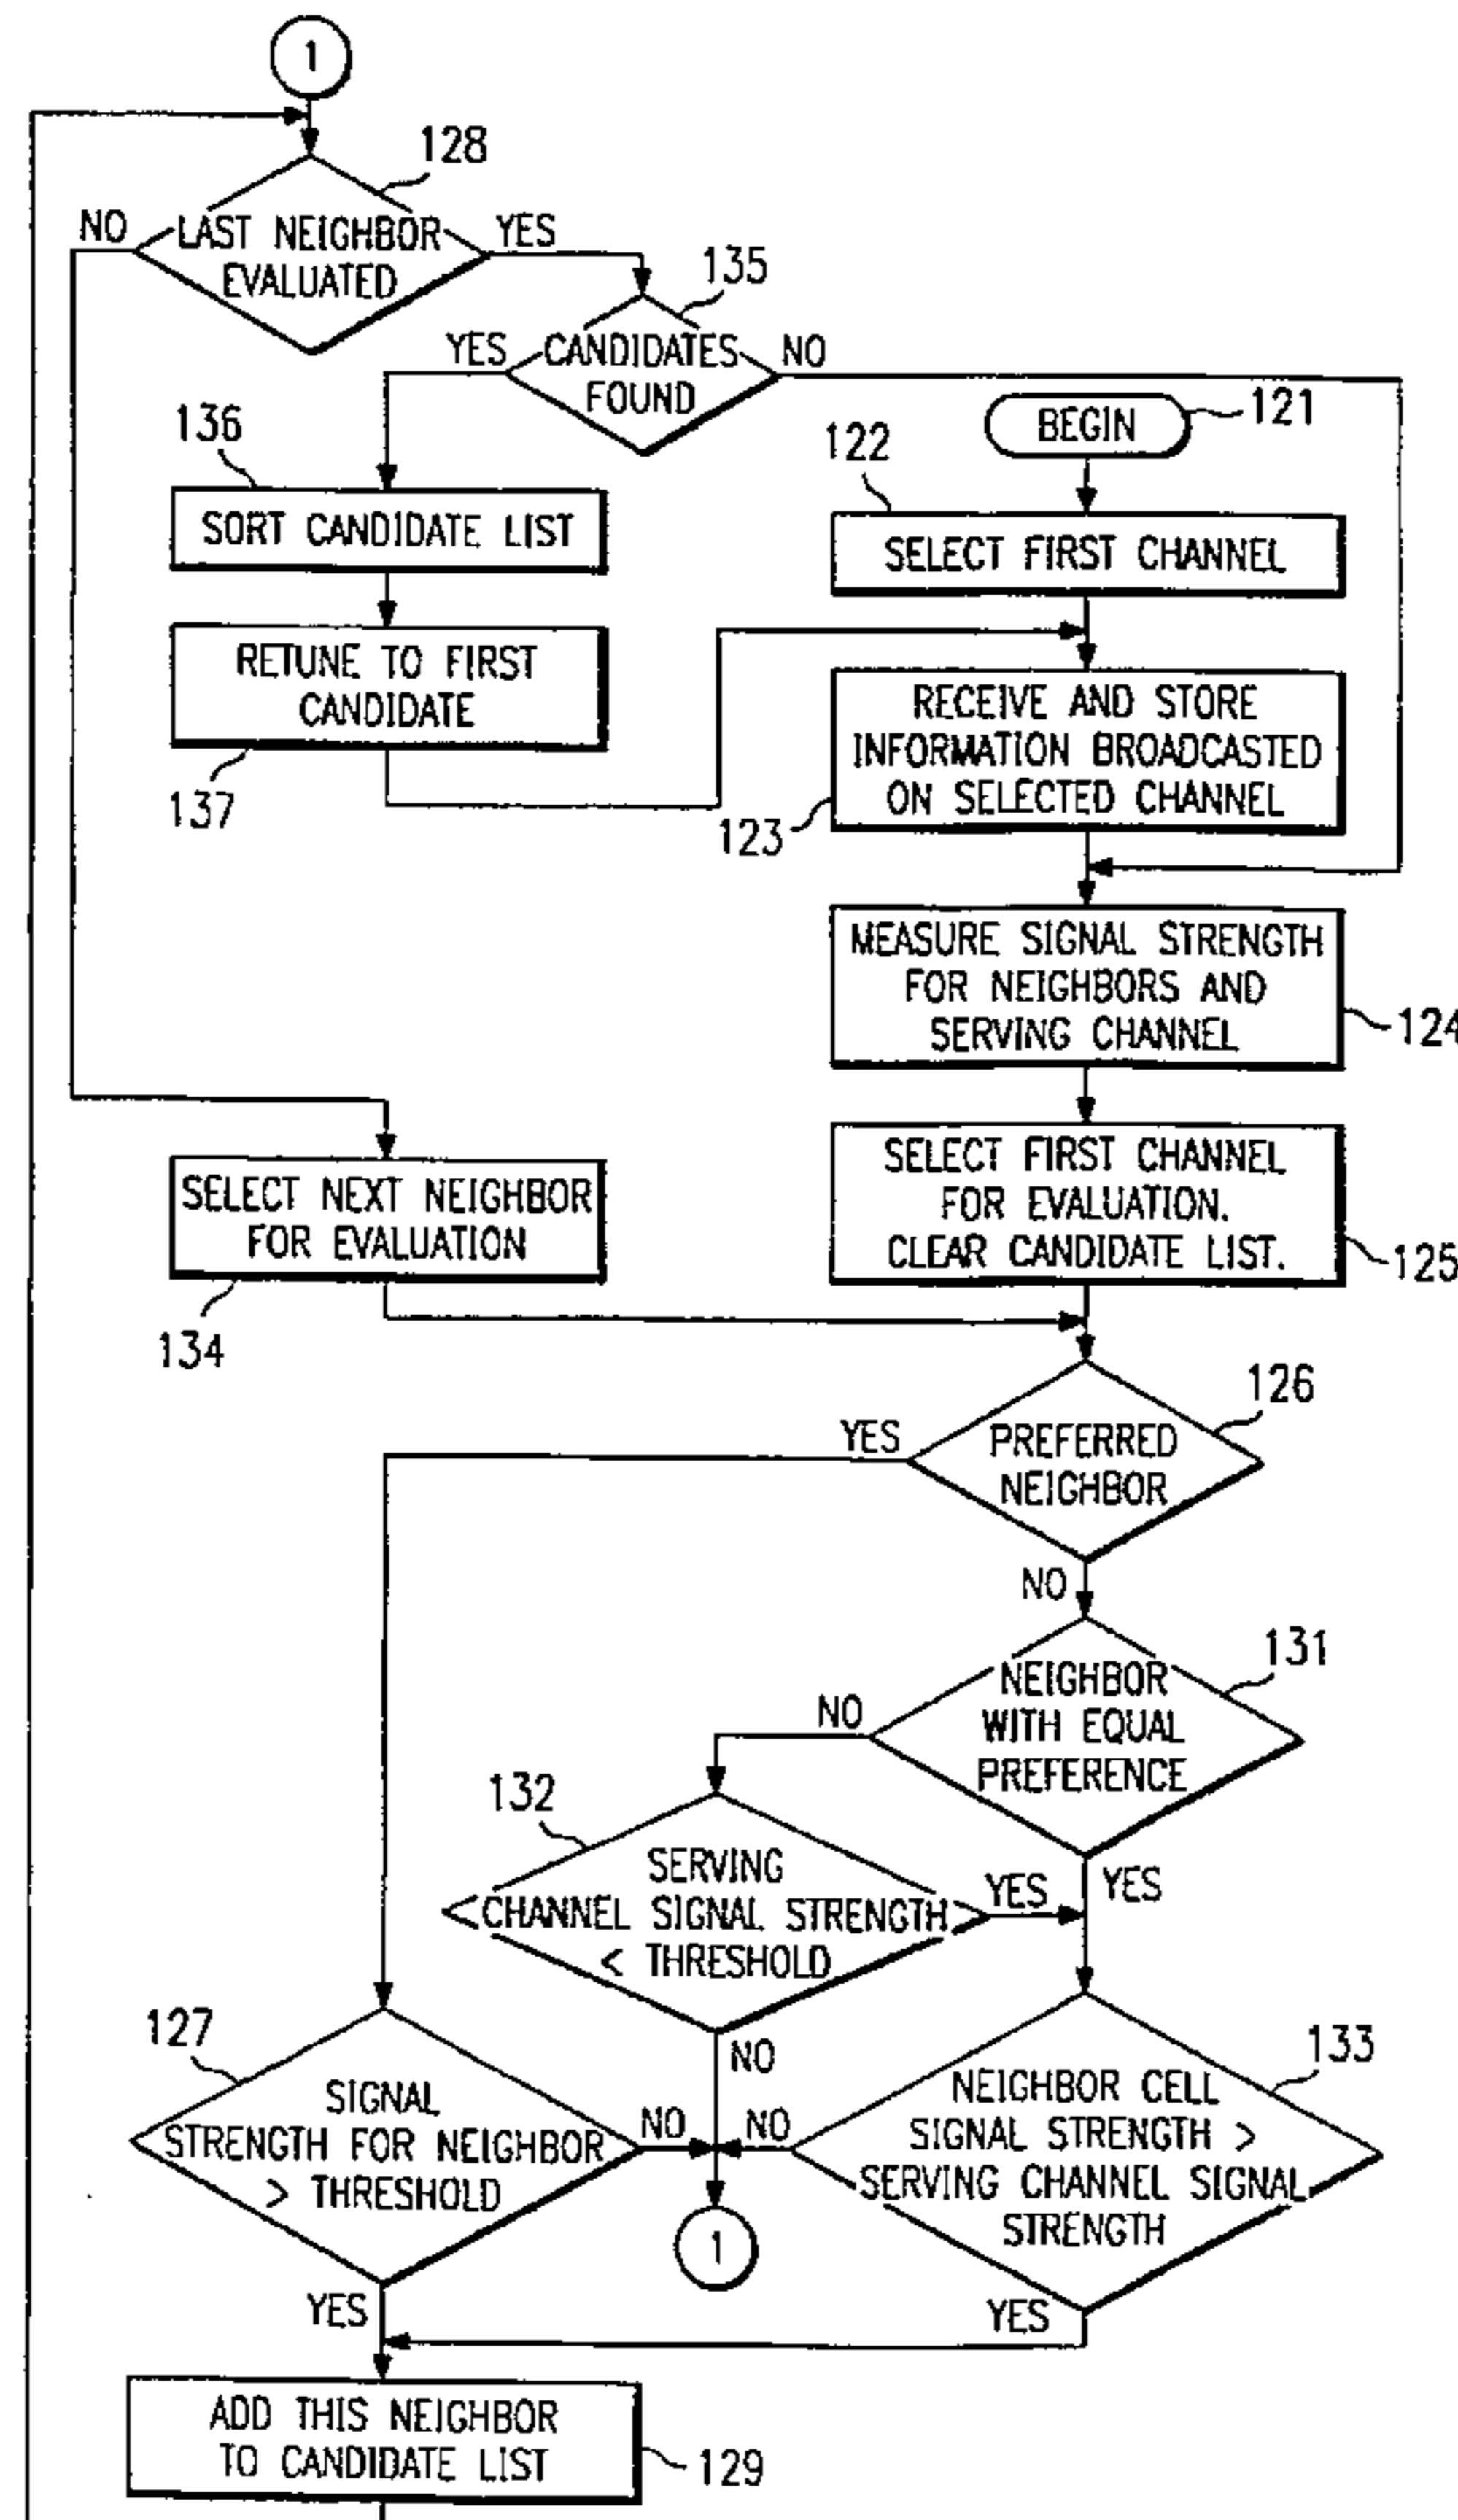 1
128
NO
LAST NEIGHBOR
EVALUATED
YES
135
YES
CANDIDATES
FOUND
NO
BEGIN
121
136
SORT CANDIDATE LIST
122
SELECT FIRST CHANNEL
RETUNE TO FIRST
CANDIDATE
137
RECEIVE AND STORE
INFORMATION BROADCASTED
ON SELECTED CHANNEL
123
MEASURE SIGNAL STRENGTH
FOR NEIGHBORS AND
SERVING CHANNEL
124
SELECT NEXT NEIGHBOR
FOR EVALUATION
134
SELECT FIRST CHANNEL
FOR EVALUATION.
CLEAR CANDIDATE LIST.
125
126
YES
PREFERRED
NEIGHBOR
NO
131
NO
NEIGHBOR
WITH EQUAL
PREFERENCE
YES
132
SERVING
CHANNEL SIGNAL STRENGTH
< THRESHOLD
YES
NO
127
SIGNAL
STRENGTH FOR NEIGHBOR
> THRESHOLD
NO
YES
133
NO
NEIGHBOR CELL
SIGNAL STRENGTH >
SERVING CHANNEL SIGNAL
STRENGTH
YES
1
ADD THIS NEIGHBOR
TO CANDIDATE LIST
129